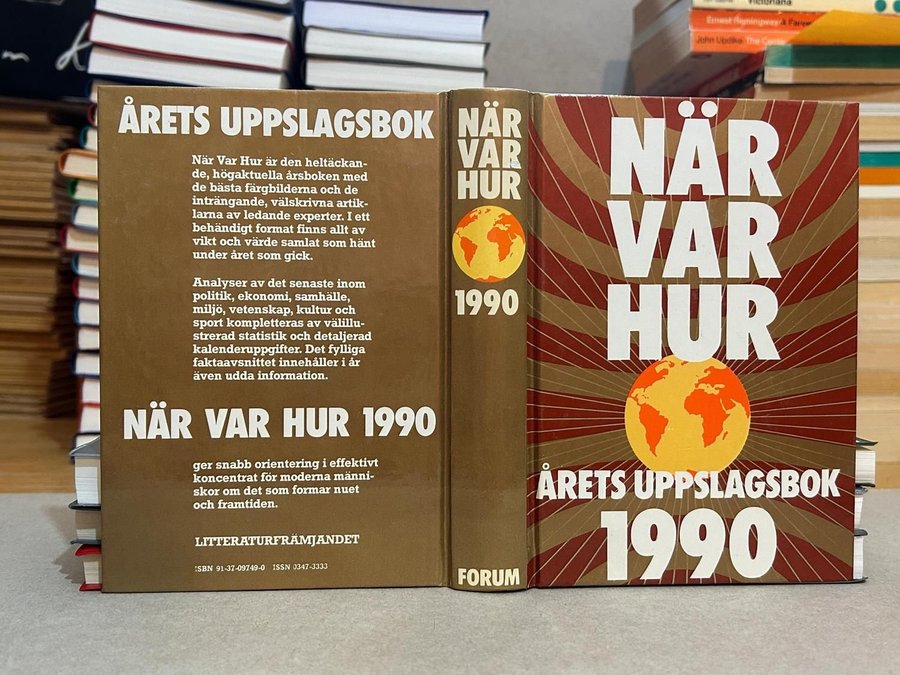 ÅRETS UPPSLAGSBOK
När Var Hur är den heltäckan-
de, högaktuella årsboken med
de bästa färgbilderna och de
inträngande, välskrivna artik-
larna av ledande experter. I ett
behändigt format finns allt av
vikt och värde samlat som hänt
under året som gick.
Analyser av det senaste inom
politik, ekonomi, samhälle,
miljö, vetenskap, kultur och
sport kompletteras av välillu-
strerad statistik och detaljerad
kalenderuppgifter. Det fylliga
faktaavsnittet innehåller i år
även udda information.
NÄR VAR HUR 1990
ger snabb orientering i effektivt
koncentrat för moderna männi-
skor om det som formar nuet
och framtiden.
LITTERATURFRÄMJANDET
ISBN 91-37-09749-0 ISSN 0347-3333
NÄR
VAR
HUR
1990
FORUM
NÄR
VAR
HUR
ÅRETS UPPSLAGSBOK
1990
Victoriana
John Updike The